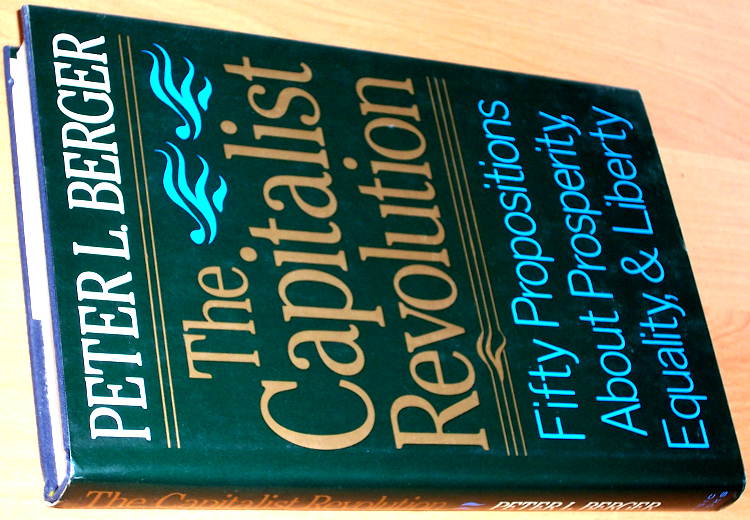 PETER L. BERGER
The
Capitalist
Revolution
Fifty Propositions
About Prosperity,
Equality, & Liberty
The Capitalist Revolution PETER L. BERGER